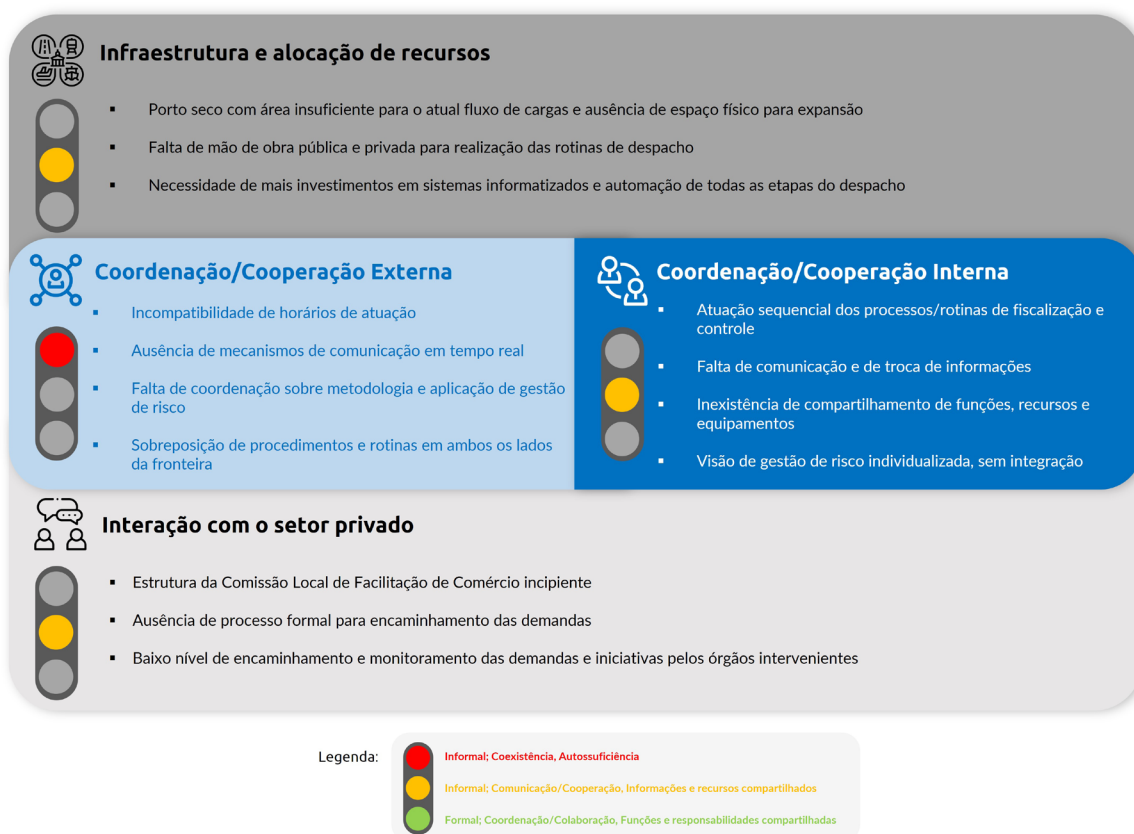 Infraestrutura e alocação de recursos
▪ Porto seco com área insuficiente para o atual fluxo de cargas e ausência de espaço físico para expansão
▪ Falta de mão de obra pública e privada para realização das rotinas de despacho
▪ Necessidade de mais investimentos em sistemas informatizados e automação de todas as etapas do despacho
Coordenação/Cooperação Externa
▪ Incompatibilidade de horários de atuação
▪ Ausência de mecanismos de comunicação em tempo real
▪ Falta de coordenação sobre metodologia e aplicação de gestão
de risco
▪ Sobreposição de procedimentos e rotinas em ambos os lados
da fronteira
Coordenação/Cooperação Interna
▪ Atuação sequencial dos processos/rotinas de fiscalização e
controle
▪ Falta de comunicação e de troca de informações
▪ Inexistência de compartilhamento de funções, recursos e
equipamentos
▪ Visão de gestão de risco individualizada, sem integração
Interação com o setor privado
▪ Estrutura da Comissão Local de Facilitação de Comércio incipiente
▪ Ausência de processo formal para encaminhamento das demandas
▪ Baixo nível de encaminhamento e monitoramento das demandas e iniciativas pelos órgãos intervenientes
Legenda:
Informal; Coexistência, Autossuficiência
Informal; Comunicação/Cooperação, Informações e recursos compartilhados
Formal; Coordenação/Colaboração, Funções e responsabilidades compartilhadas